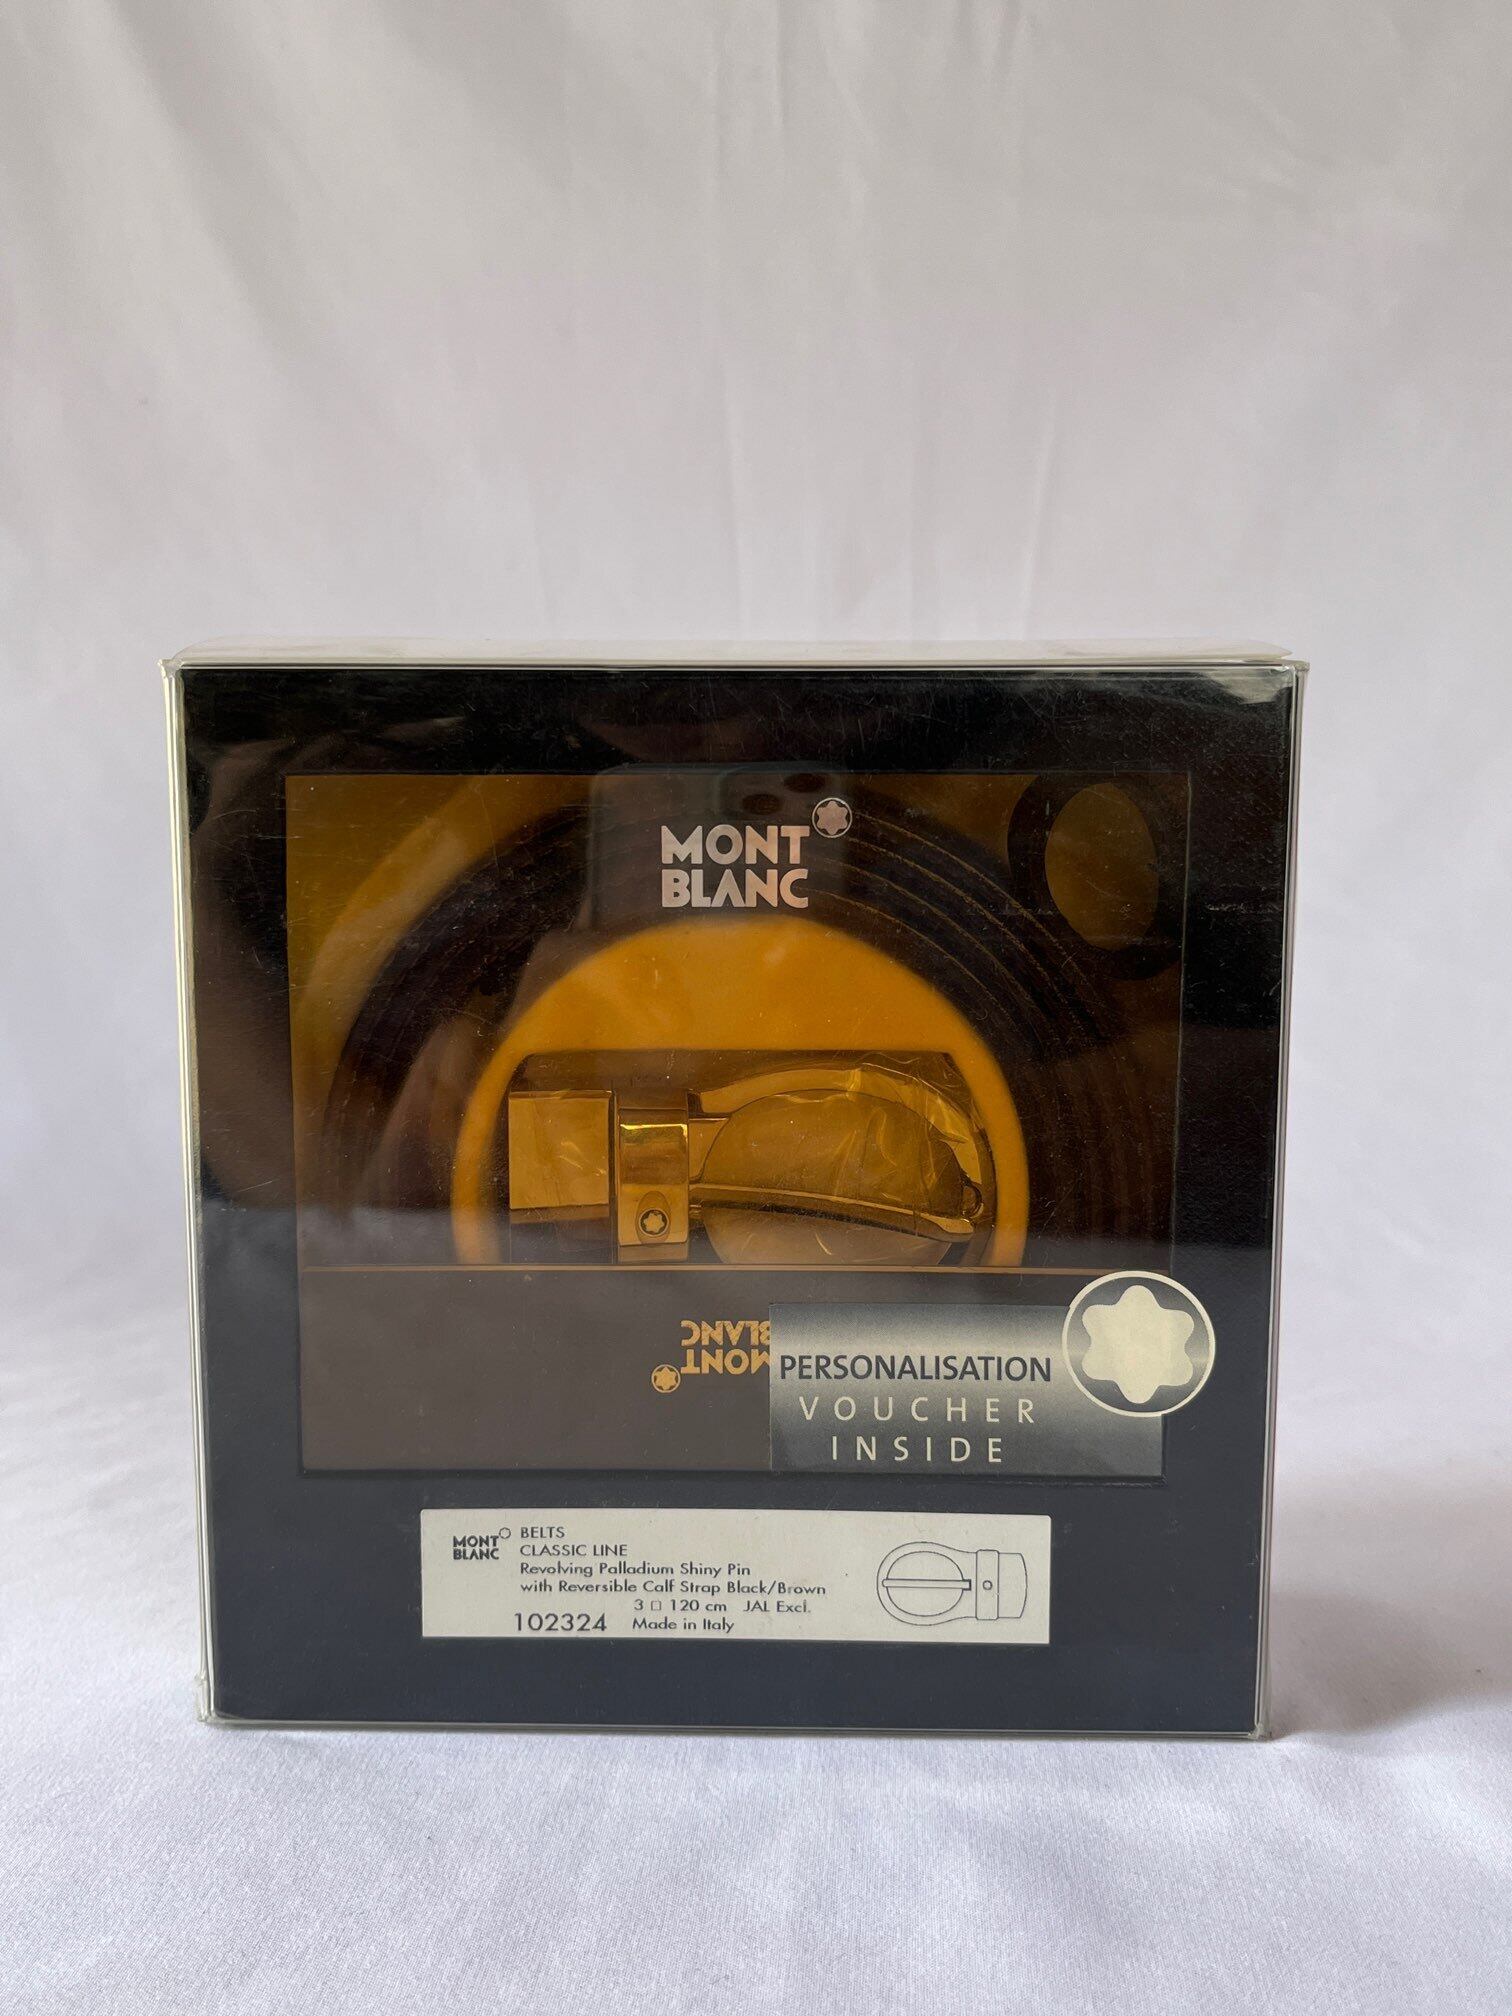 MONT
BLANC
MONT
BLANC
PERSONALISATION
VOUCHER
INSIDE
MONT
BLANC
BELTS
CLASSIC LINE
Revolving Palladium Shiny Pin
with Reversible Calf Strap Black/Brown
3 □ 120 cm JAL Excl.
102324 Made in Italy